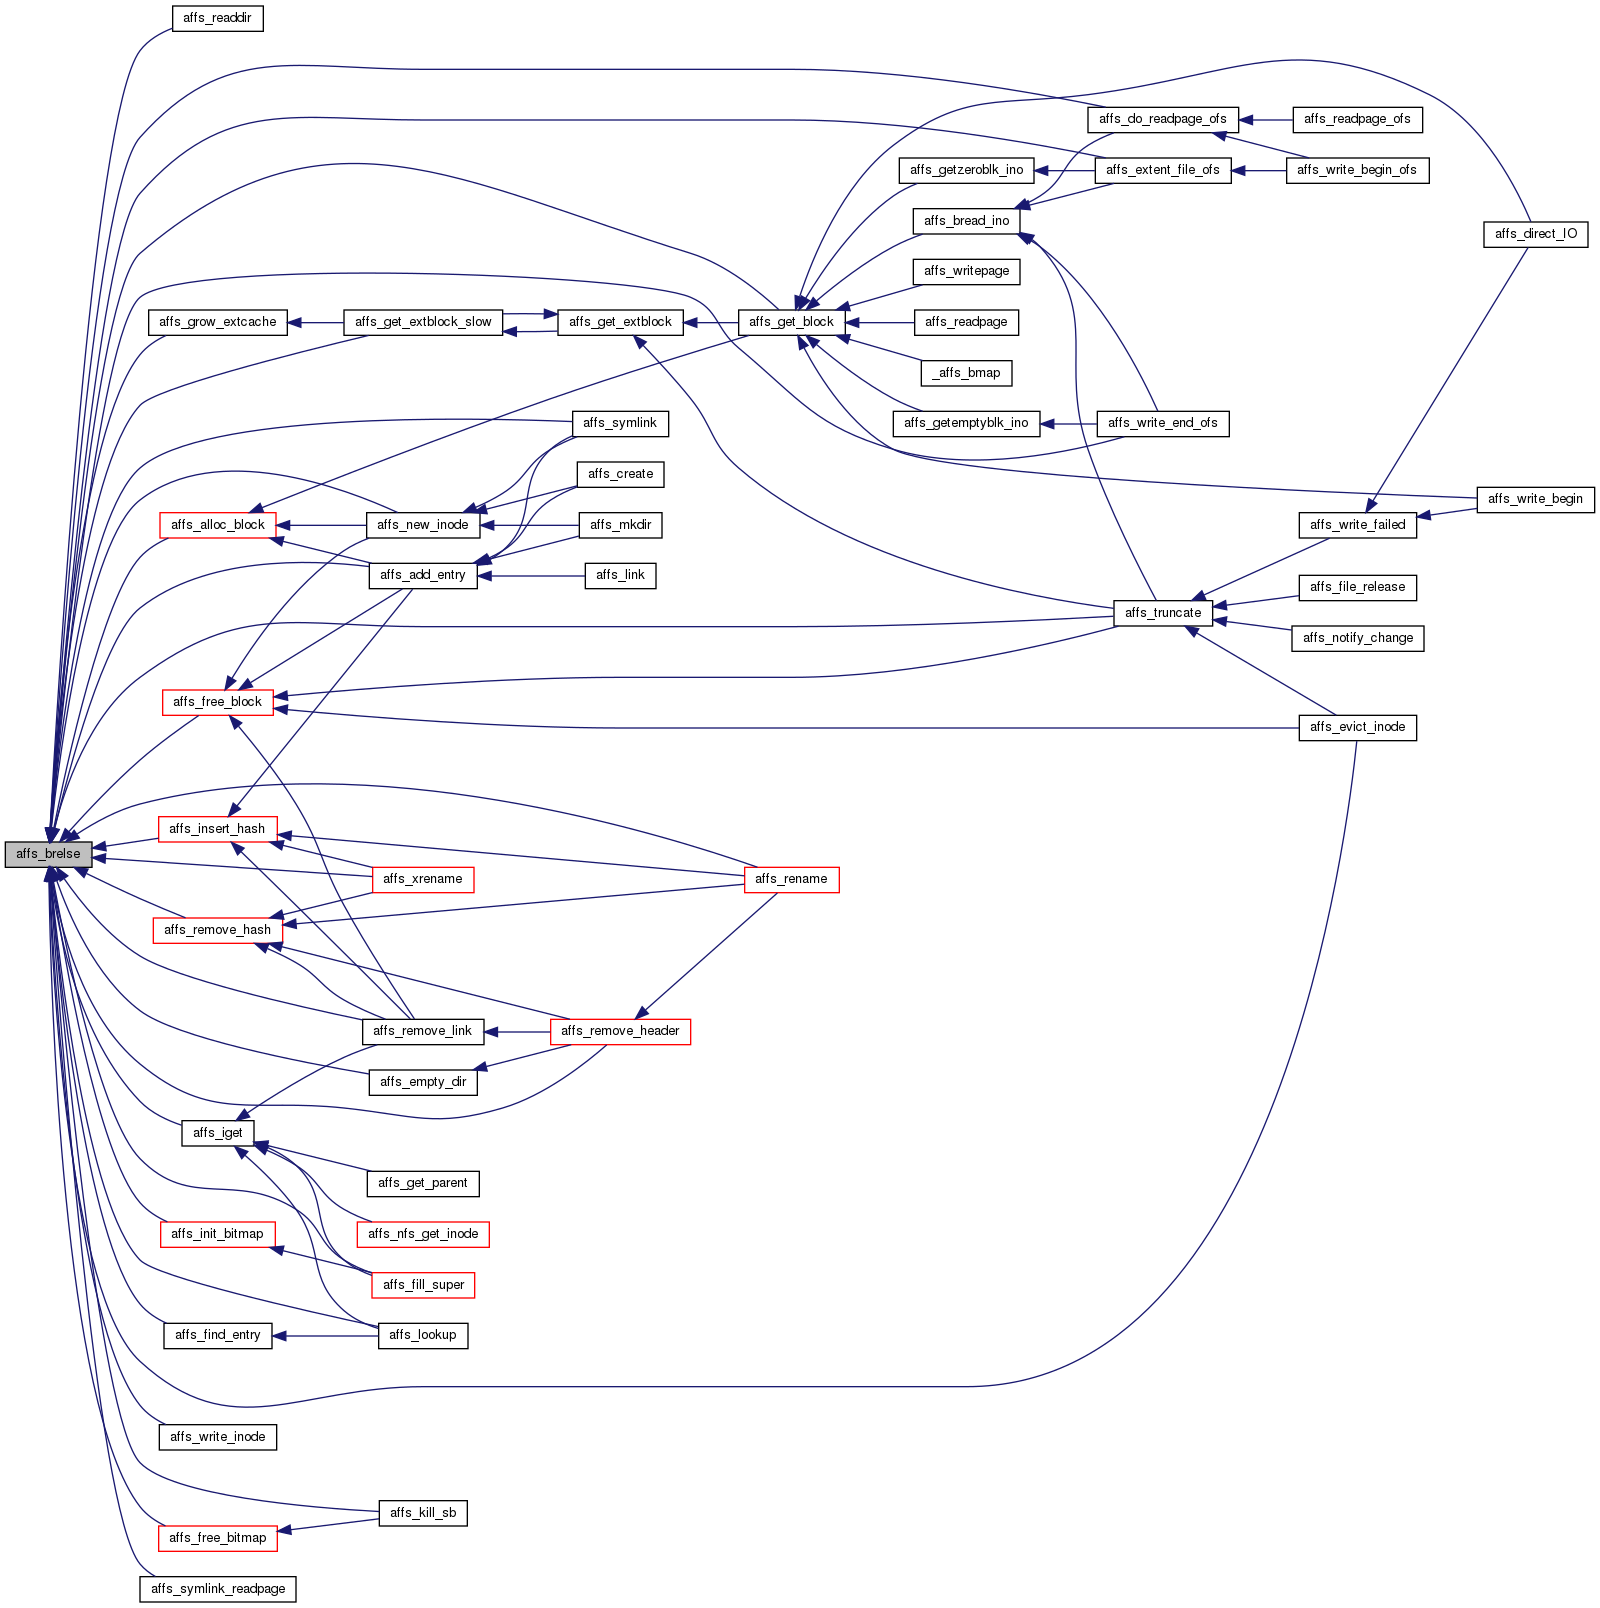 affs_readdir
affs_do_readpage_ofs
affs_readpage_ofs
affs_getzeroblk_ino
affs_extent_file_ofs
affs_write_begin_ofs
affs_bread_ino
affs_direct_IO
affs_writepage
affs_grow_extcache
affs_get_extblock_slow
affs_get_extblock
affs_get_block
affs_readpage
_affs_bmap
affs_symlink
affs_getemptyblk_ino
affs_write_end_ofs
affs_create
affs_write_begin
affs_alloc_block
affs_new_inode
affs_mkdir
affs_write_failed
affs_add_entry
affs_link
affs_file_release
affs_truncate
affs_notify_change
affs_free_block
affs_evict_inode
affs_insert_hash
affs_brelse
affs_xrename
affs_rename
affs_remove_hash
affs_remove_link
affs_remove_header
affs_empty_dir
affs_iget
affs_get_parent
affs_init_bitmap
affs_nfs_get_inode
affs_fill_super
affs_find_entry
affs_lookup
affs_write_inode
affs_kill_sb
affs_free_bitmap
affs_symlink_readpage